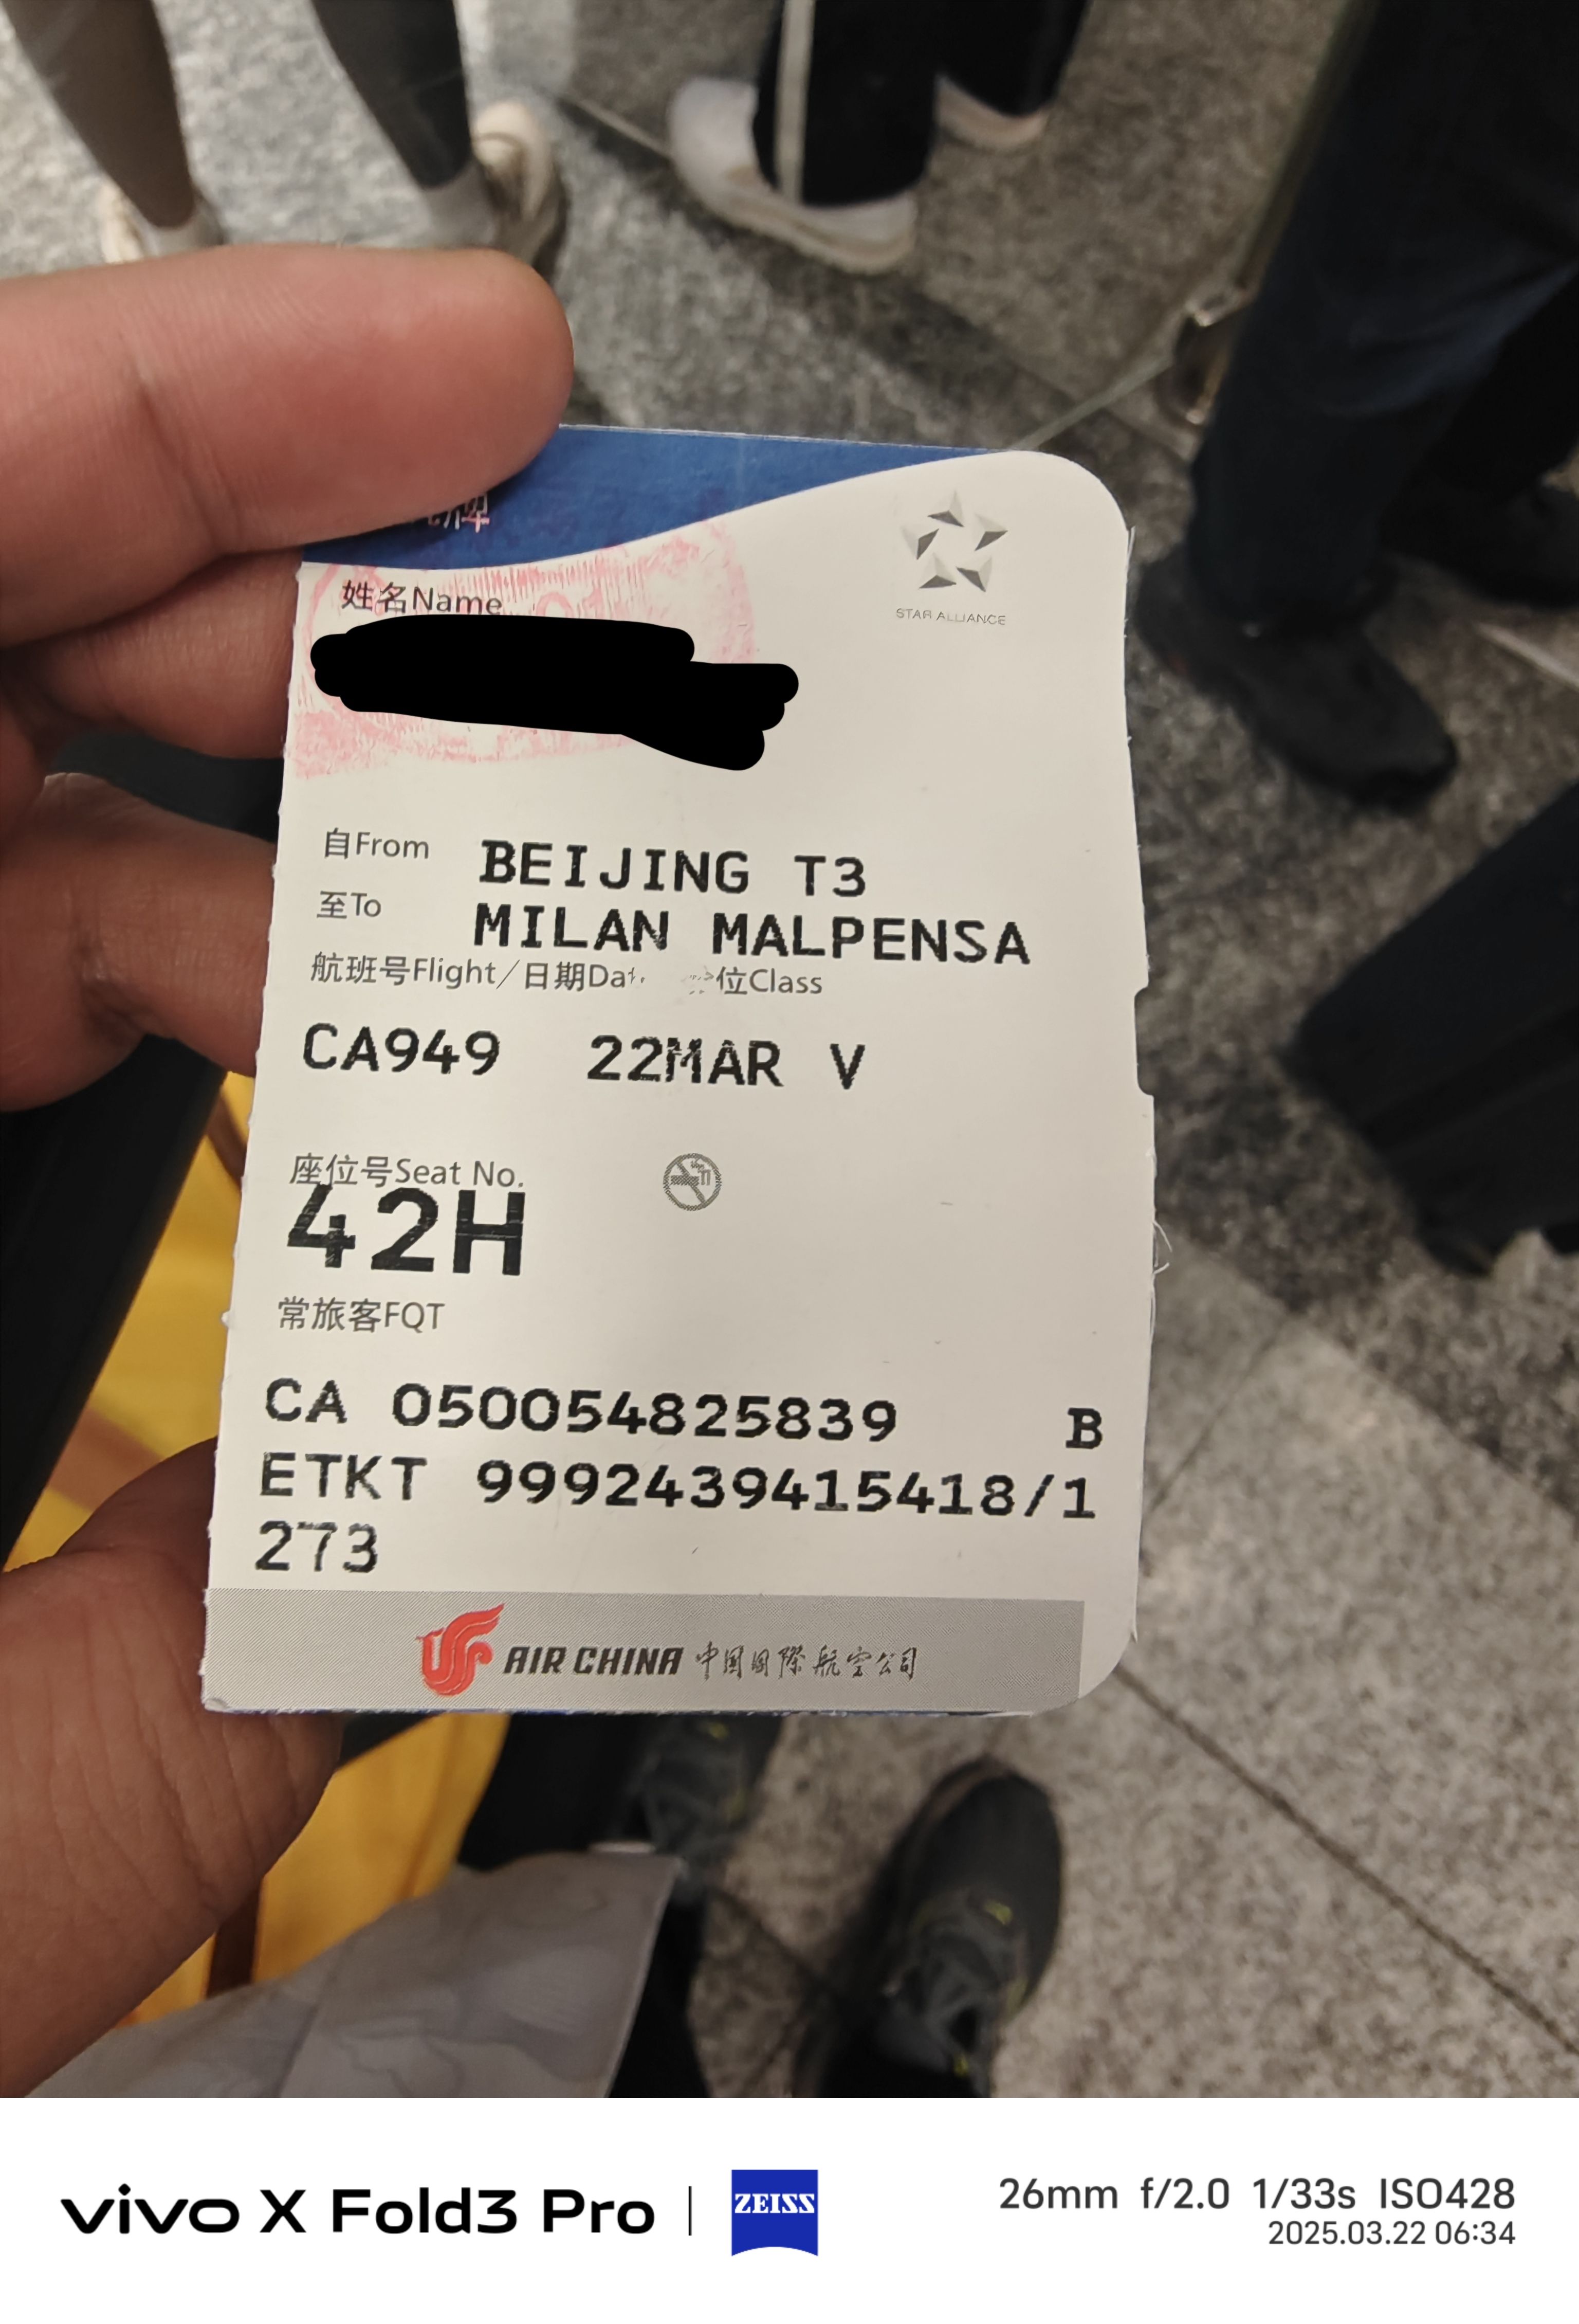 牌
姓名Name
STAR ALLIANCE
自From BEIJING T3
至To MILAN MALPENSA
航班号Flight/日期Dat 位Class
CA949 22MAR V
座位号Seat No.
42H
常旅客FQT
CA 050054825839 B
ETKT 9992439415418/1
273
AIR CHINA 中国国際航空公司
vivo X Fold3 Pro | ZEISS 26mm f/2.0 1/33s ISO428
2025.03.22 06:34